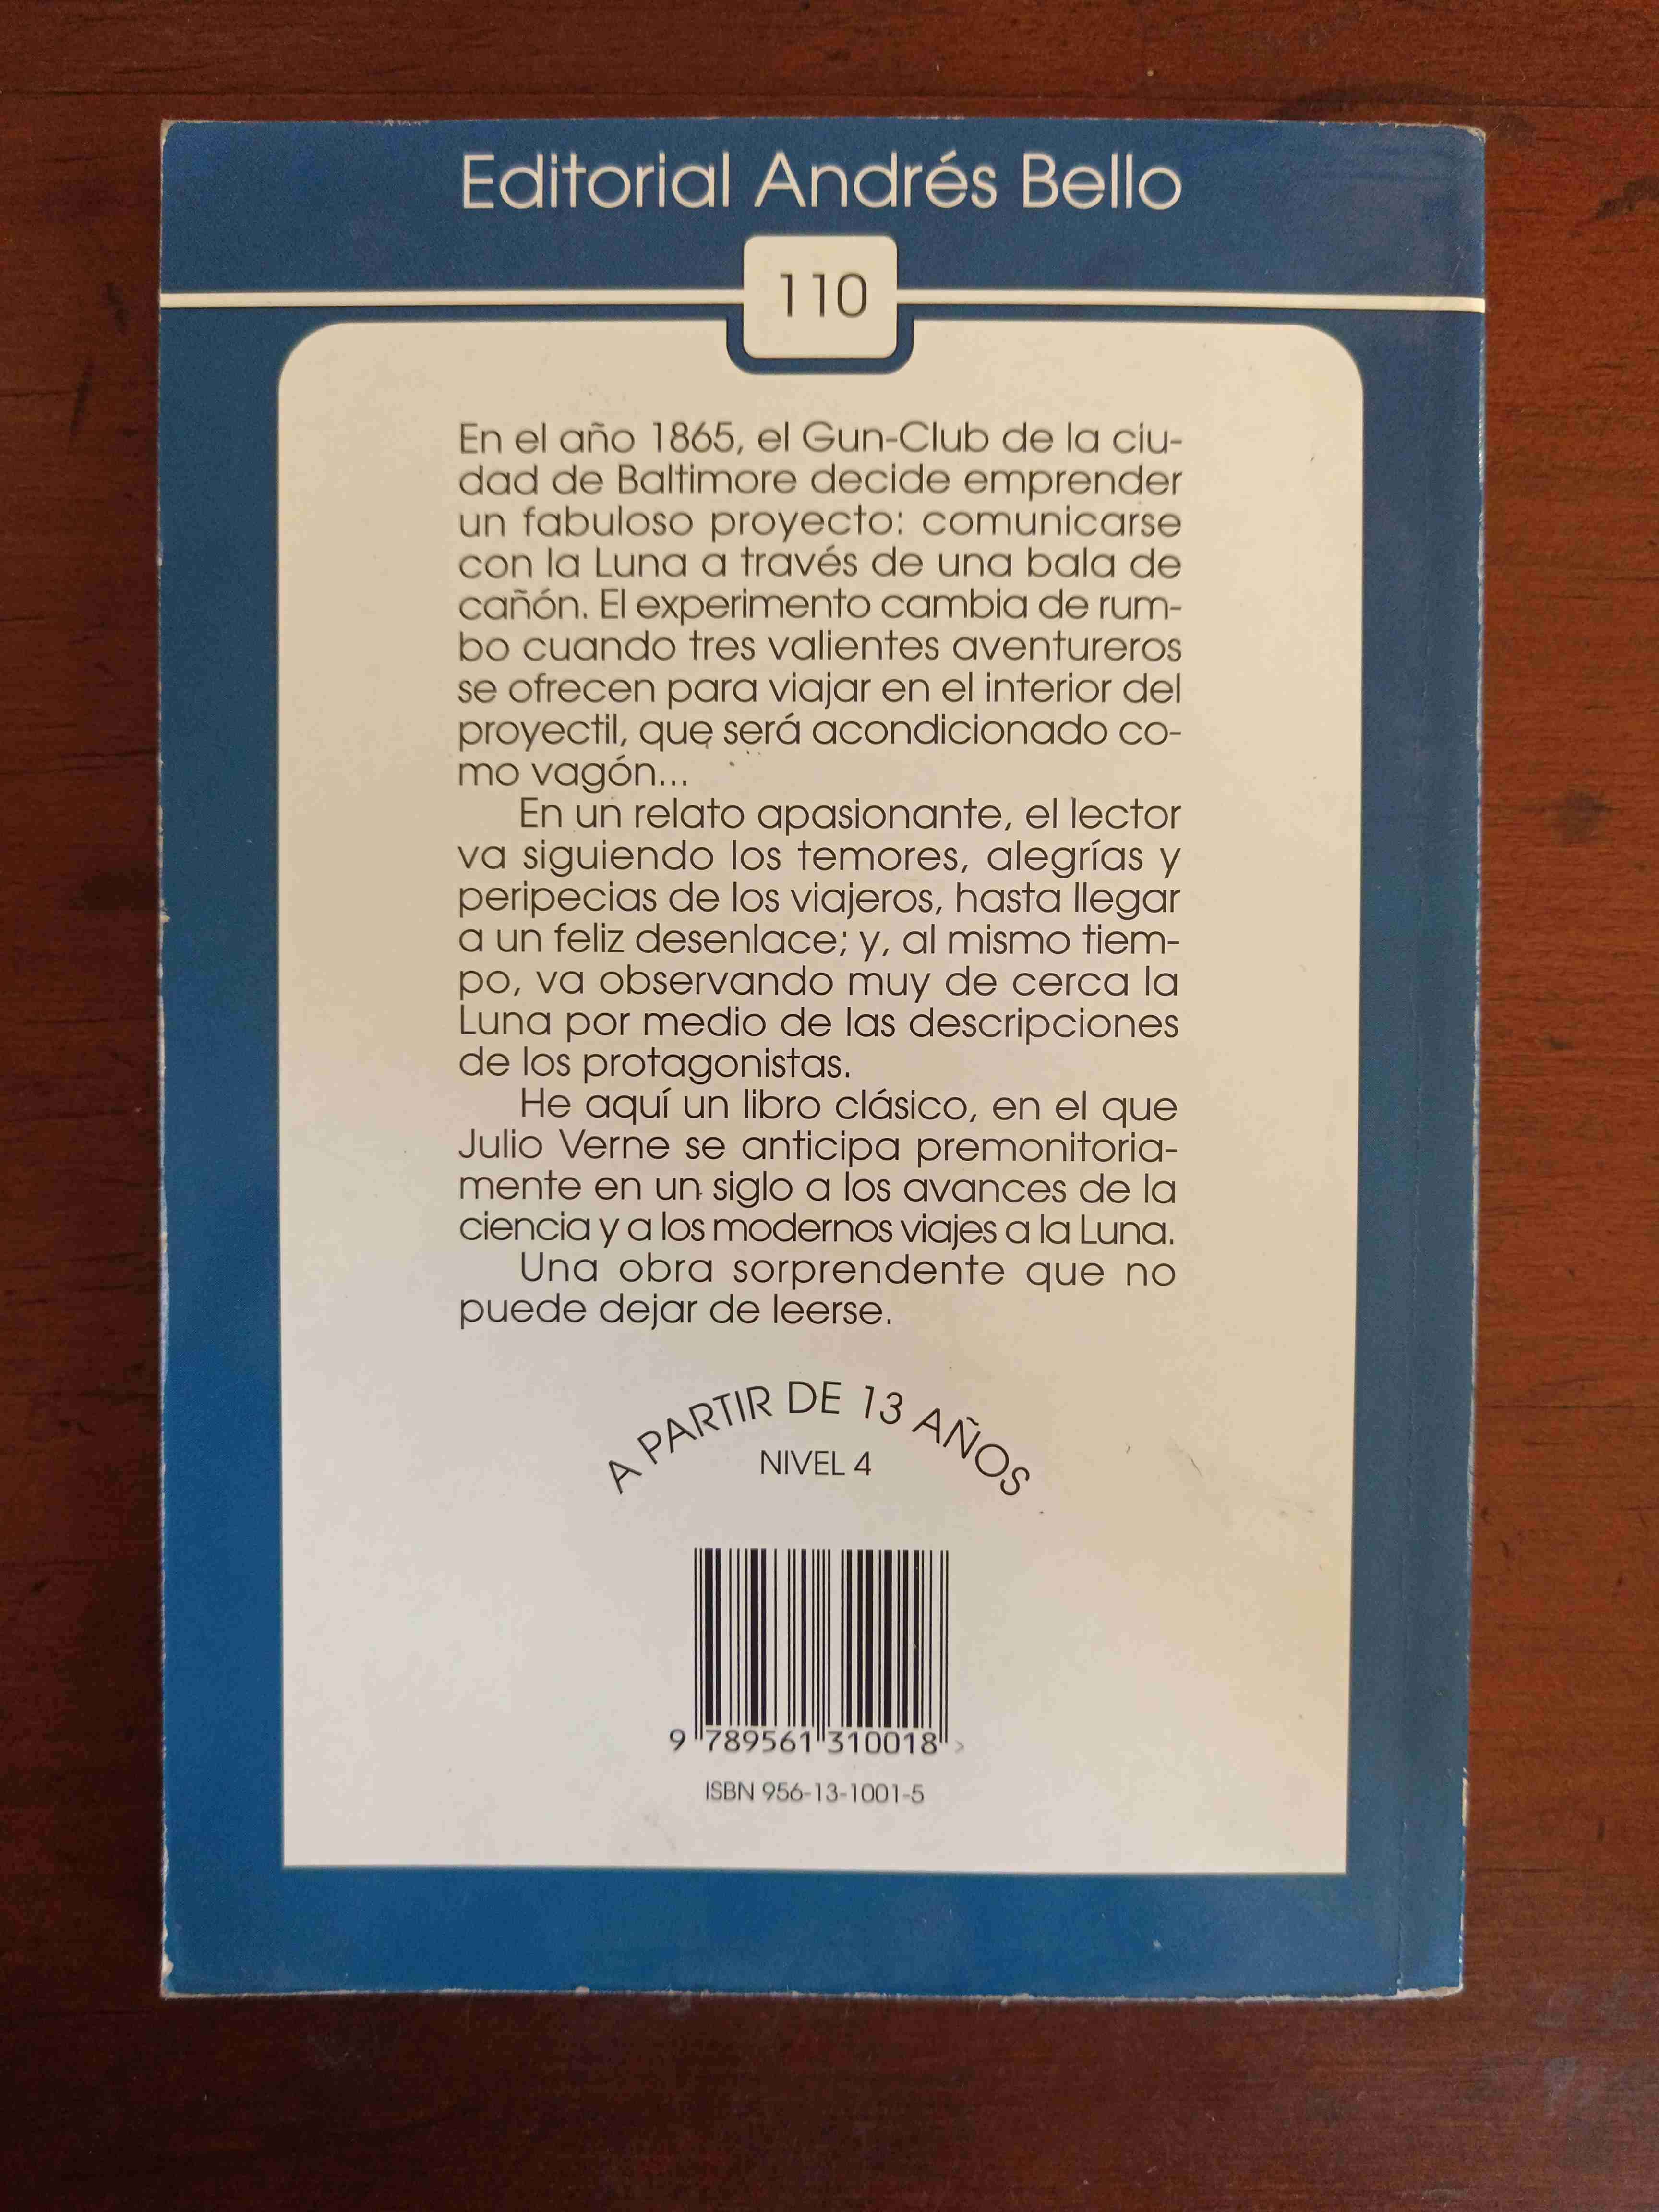 Editorial Andrés Bello
110
En el año 1865, el Gun-Club de la ciu-
dad de Baltimore decide emprender
un fabuloso proyecto: comunicarse
con la Luna a través de una bala de
cañón. El experimento cambia de rum-
bo cuando tres valientes aventureros
se ofrecen para viajar en el interior del
proyectil, que será acondicionado co-
mo vagón...
En un relato apasionante, el lector
va siguiendo los temores, alegrías y
peripecias de los viajeros, hasta llegar
a un feliz desenlace; y, al mismo tiem-
po, va observando muy de cerca la
Luna por medio de las descripciones
de los protagonistas.
He aquí un libro clásico, en el que
Julio Verne se anticipa premonitoria-
mente en un siglo a los avances de la
ciencia y a los modernos viajes a la Luna.
Una obra sorprendente que no
puede dejar de leerse.
A PARTIR DE 13 AÑOS
NIVEL 4
9 789561 310018 >
ISBN 956-13-1001-5